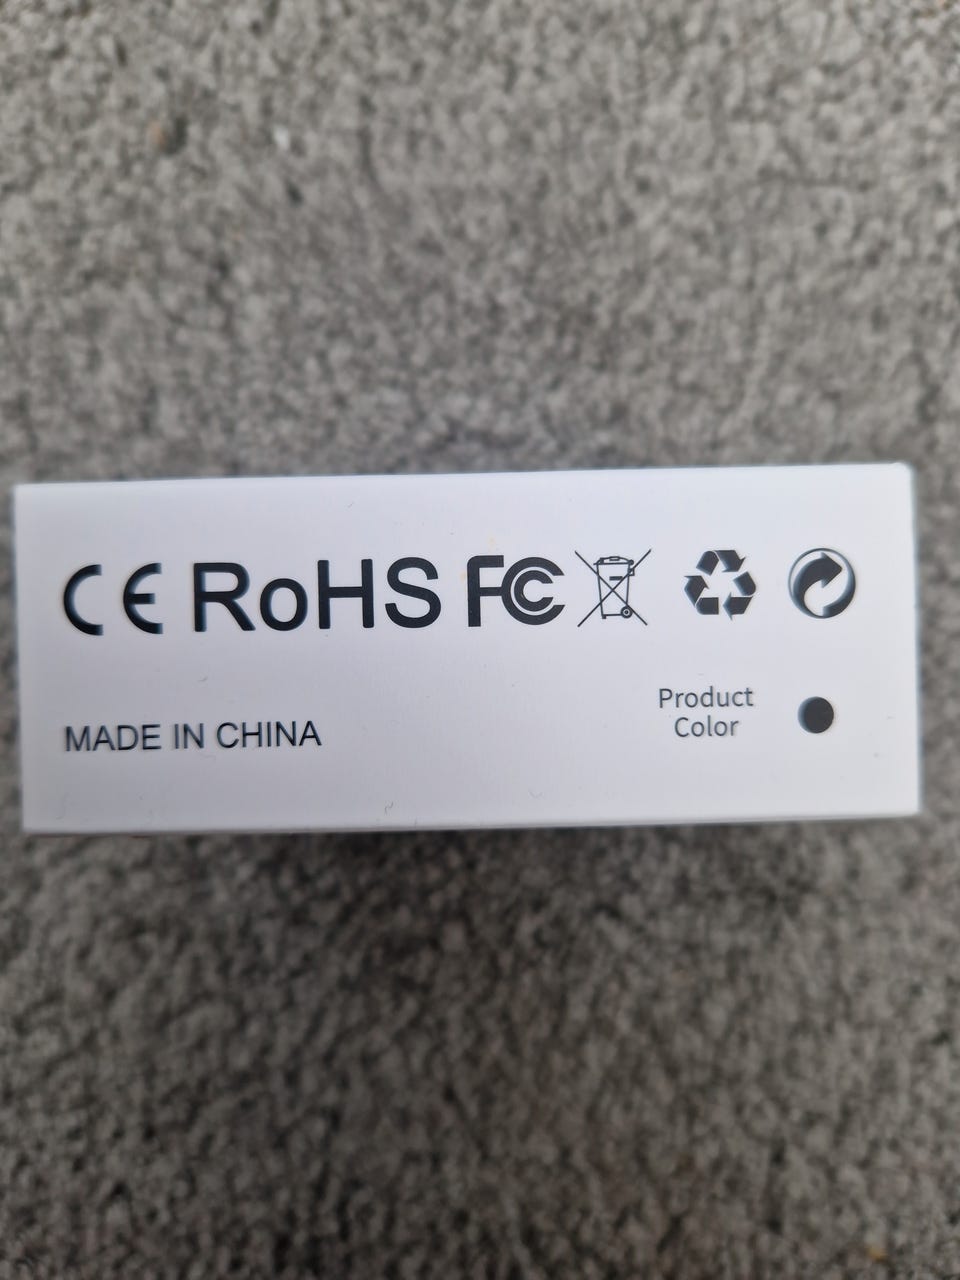 CE RoHS FC
Product
Color
MADE IN CHINA